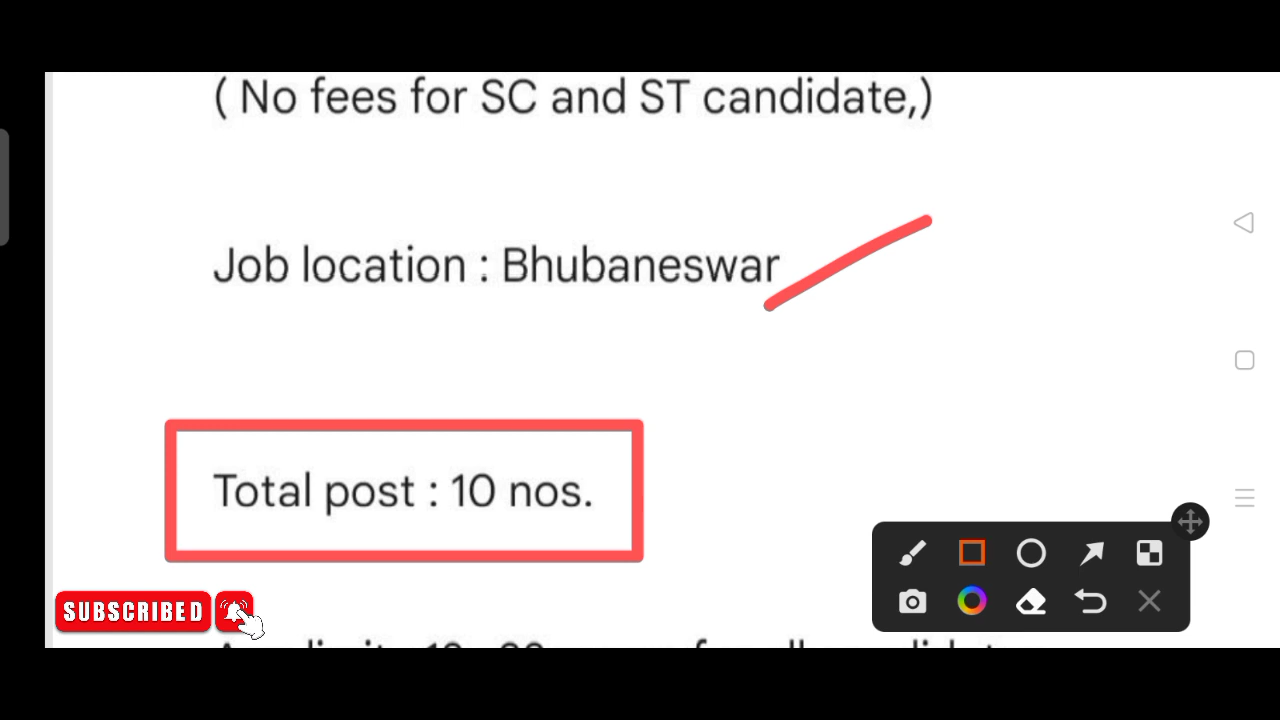 ( No fees for SC and ST candidate,)
Job location : Bhubaneswar
Total post : 10 nos.
SUBSCRIBED